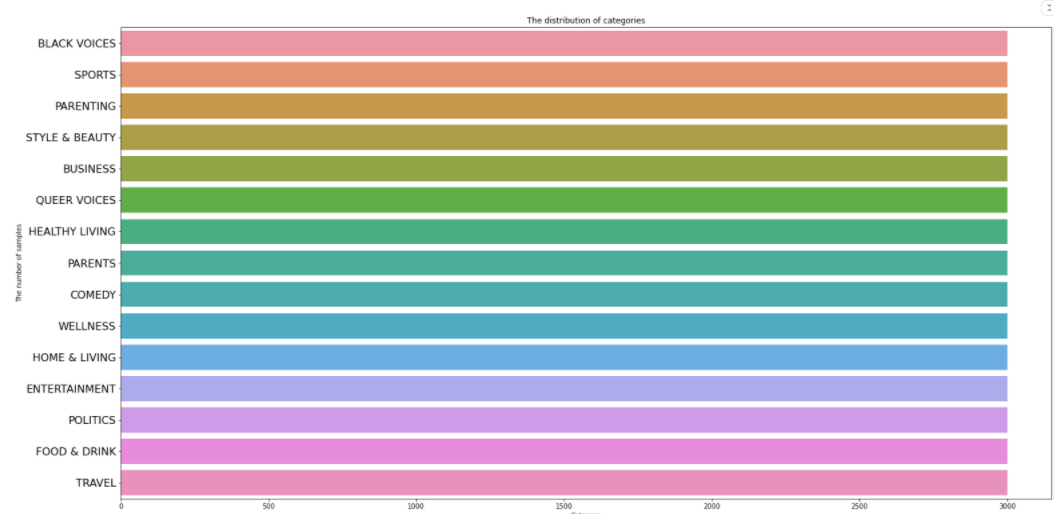 The distribution of categories
BLACK VOICES
SPORTS
PARENTING
STYLE & BEAUTY
BUSINESS
QUEER VOICES
HEALTHY LIVING
PARENTS
COMEDY
WELLNESS
HOME & LIVING
ENTERTAINMENT
POLITICS
FOOD & DRINK
TRAVEL
The number of samples
0 500 1000 1500 2000 2500 3000